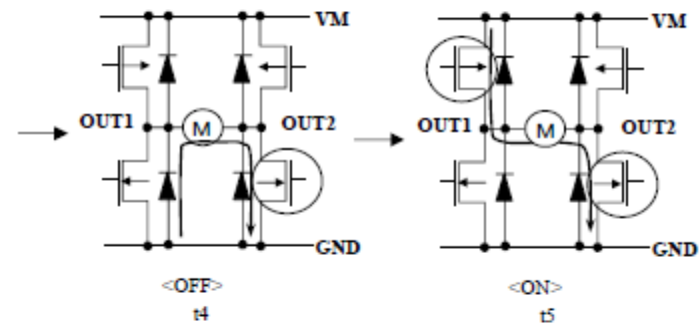 VM
OUT1
M
OUT2
GND
<OFF>
t4
VM
OUT1
M
OUT2
GND
<ON>
t5